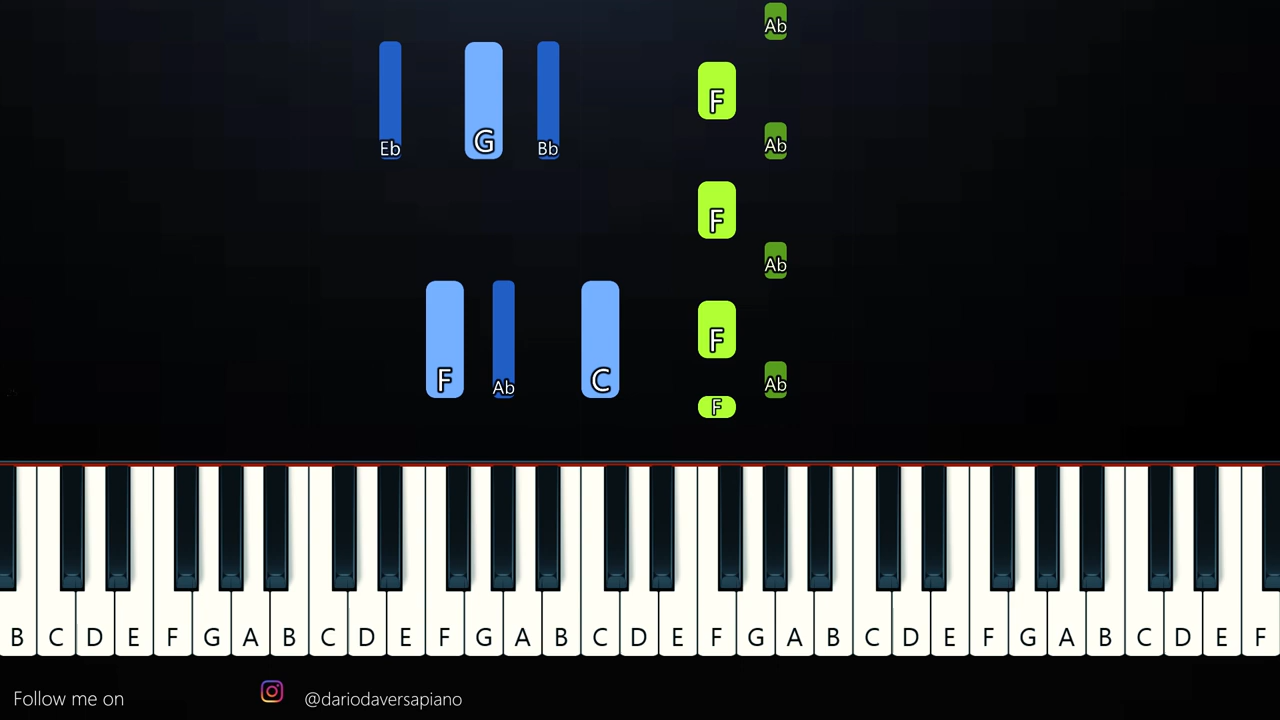 Ab
F
Eb G Bb Ab
F
Ab
F
F Ab C Ab
F
B C D E F G A B C D E F G A B C D E F G A B C D E F G A B C D E F
Follow me on @dariodaversapiano